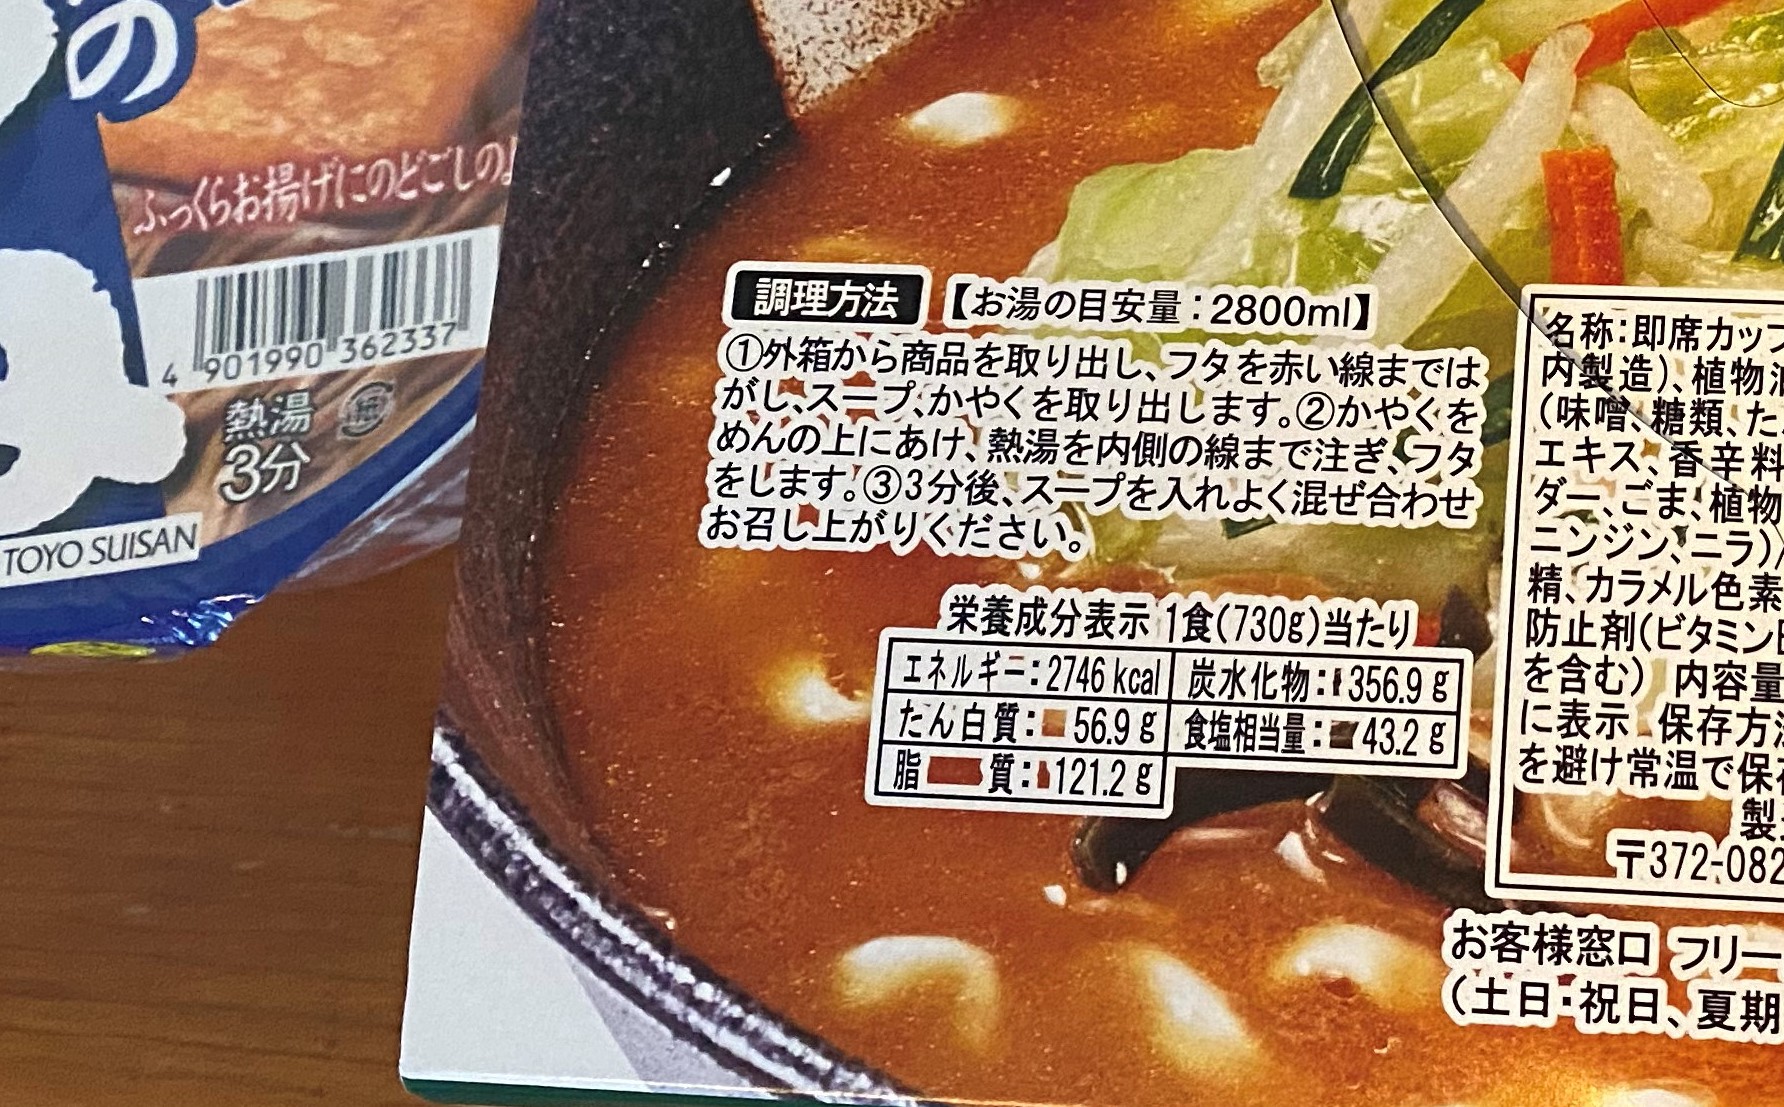 の
ふっくらお揚げにのどごしの
4 901990 362337
熱湯
3分
TOYO SUISAN
調理方法 【お湯の目安量：2800ml】
①外箱から商品を取り出し、フタを赤い線まではがし、スープ、かやくを取り出します。②かやくを
めんの上にあけ、熱湯を内側の線まで注ぎ、フタ
をします。③3分後、スープを入れよく混ぜ合わせ
お召し上がりください。
栄養成分表示 1食(730g)当たり
エネルギー：2746 kcal 炭水化物：356.9 g
たん白質：56.9 g 食塩相当量：43.2 g
脂質：121.2 g
名称：即席カップ
内製造)、植物油
(味噌、糖類、た
エキス、香辛料
ダー、ごま、植物
ニンジン、ニラ)/
精、カラメル色素
防止剤(ビタミン
を含む) 内容量
に表示 保存方法
を避け常温で保存
製
〒372-082
お客様窓口 フリー
(土日・祝日、夏期